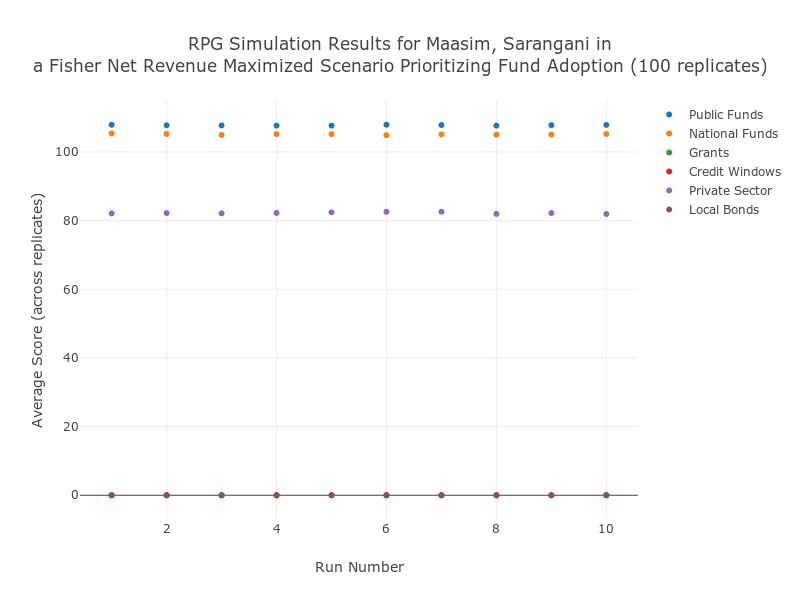 RPG Simulation Results for Maasim, Sarangani in
a Fisher Net Revenue Maximized Scenario Prioritizing Fund Adoption (100 replicates)
Public Funds
National Funds
Grants
Credit Windows
Private Sector
Local Bonds
Average Score (across replicates)
100
80
60
40
20
0
2
4
6
8
10
Run Number